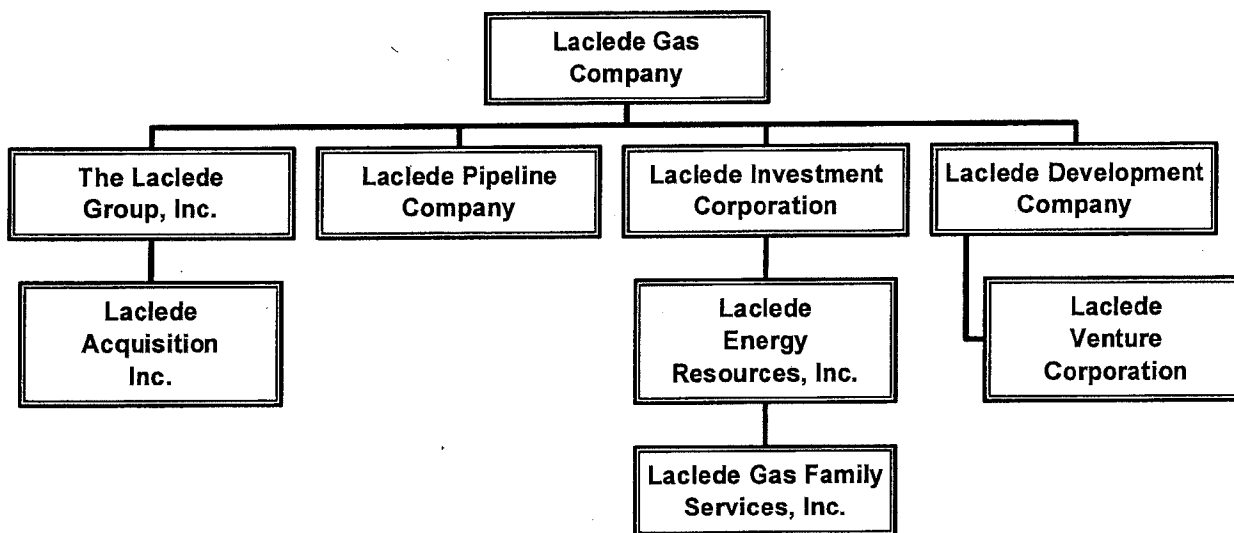 Laclede Gas
Company
The Laclede
Group, Inc.
Laclede Pipeline
Company
Laclede Investment
Corporation
Laclede Development
Company
Laclede
Acquisition
Inc.
Laclede
Energy
Resources, Inc.
Laclede
Venture
Corporation
Laclede Gas Family
Services, Inc.